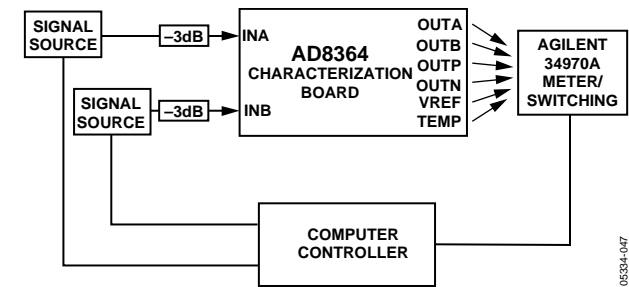 SIGNAL
SOURCE
–3dB
INA
SIGNAL
SOURCE
–3dB
INB
AD8364
CHARACTERIZATION
BOARD
OUTA
OUTB
OUTP
OUTN
VREF
TEMP
AGILENT
34970A
METER/
SWITCHING
COMPUTER
CONTROLLER
05334-047